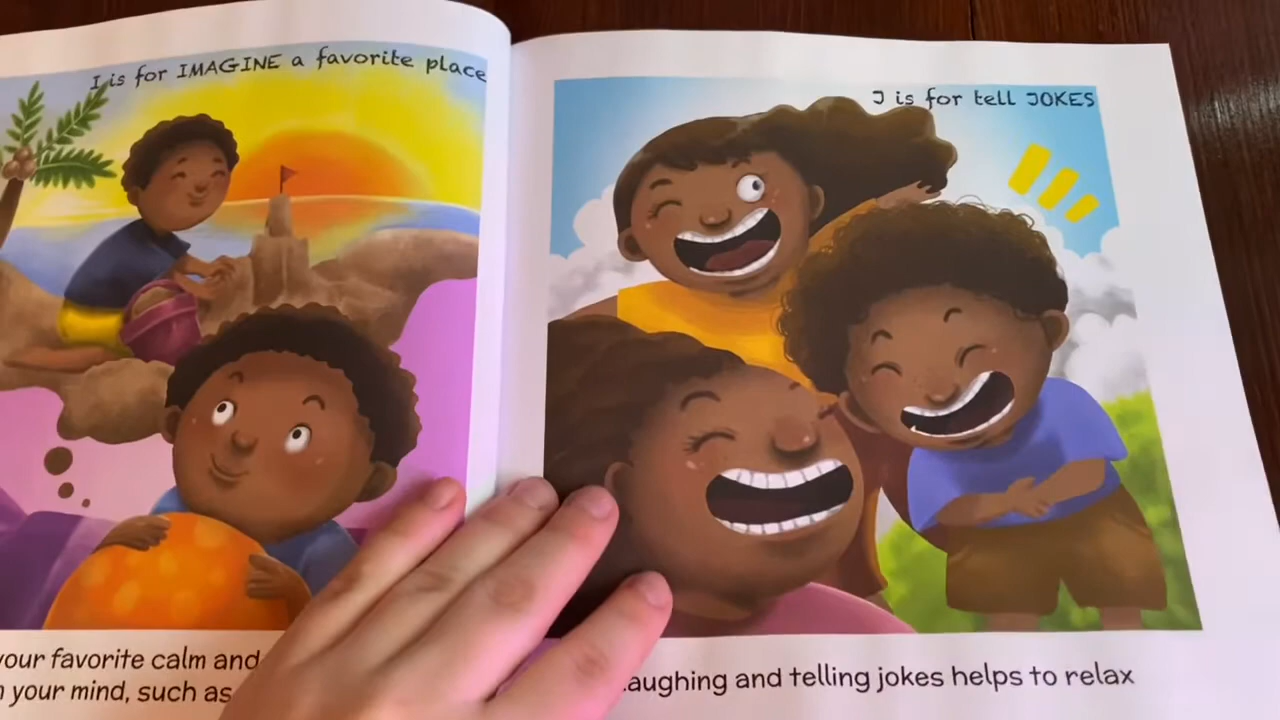 I is for IMAGINE a favorite place
your favorite calm and
your mind, such as
J is for tell JOKES
laughing and telling jokes helps to relax